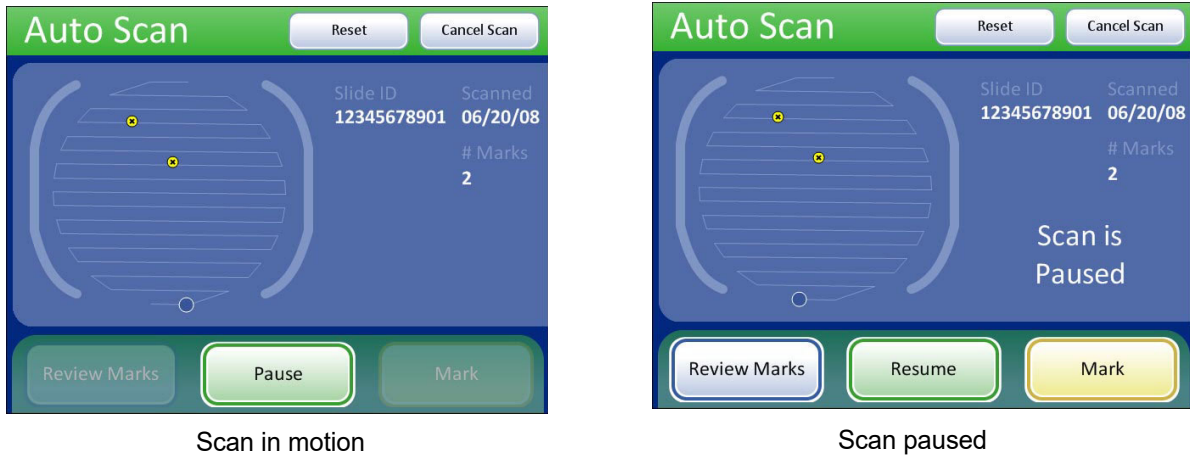 Auto Scan
Reset
Cancel Scan
Slide ID
Scanned
12345678901
06/20/08
# Marks
2
Review Marks
Pause
Mark
Scan in motion
Auto Scan
Reset
Cancel Scan
Slide ID
Scanned
12345678901
06/20/08
# Marks
2
Scan is
Paused
Review Marks
Resume
Mark
Scan paused